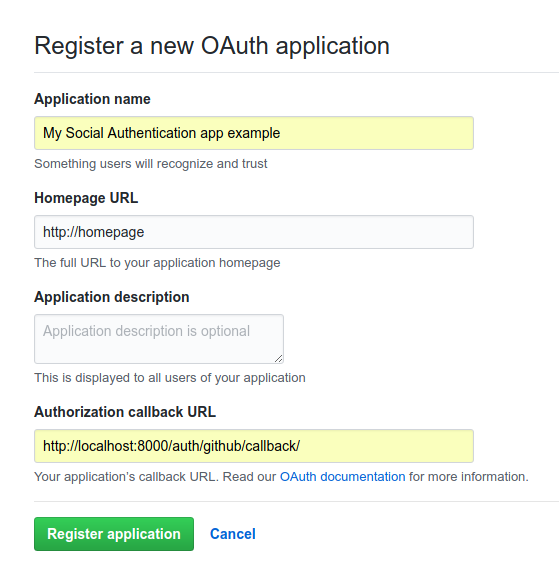 Register a new OAuth application
Application name
My Social Authentication app example
Something users will recognize and trust
Homepage URL
http://homepage
The full URL to your application homepage
Application description
Application description is optional
This is displayed to all users of your application
Authorization callback URL
http://localhost:8000/auth/github/callback/
Your application’s callback URL. Read our OAuth documentation for more information.
Register application Cancel